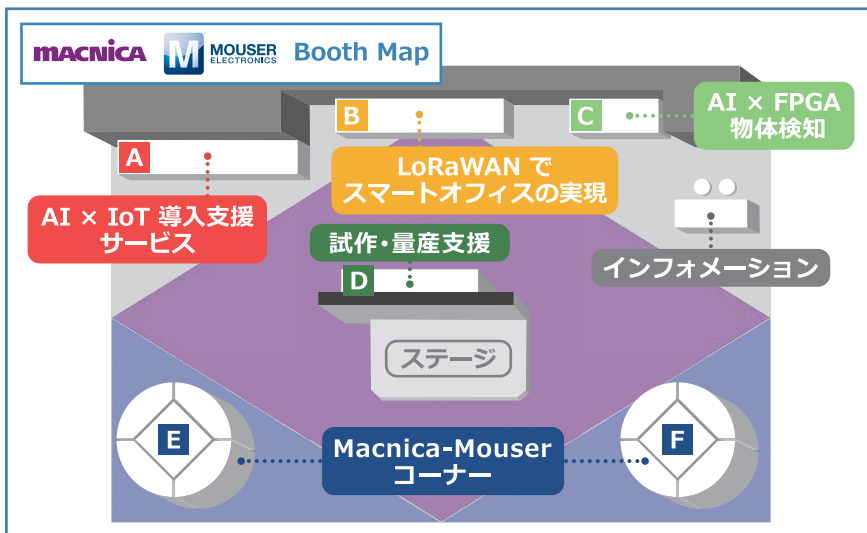 MACNICA
M MOUSER ELECTRONICS
Booth Map
A
B
C
AI × FPGA
物体検知
LoRaWAN で
スマートオフィスの実現
AI × IoT 導入支援
サービス
試作・量産支援
インフォメーション
D
ステージ
E
F
Macnica-Mouser
コーナー